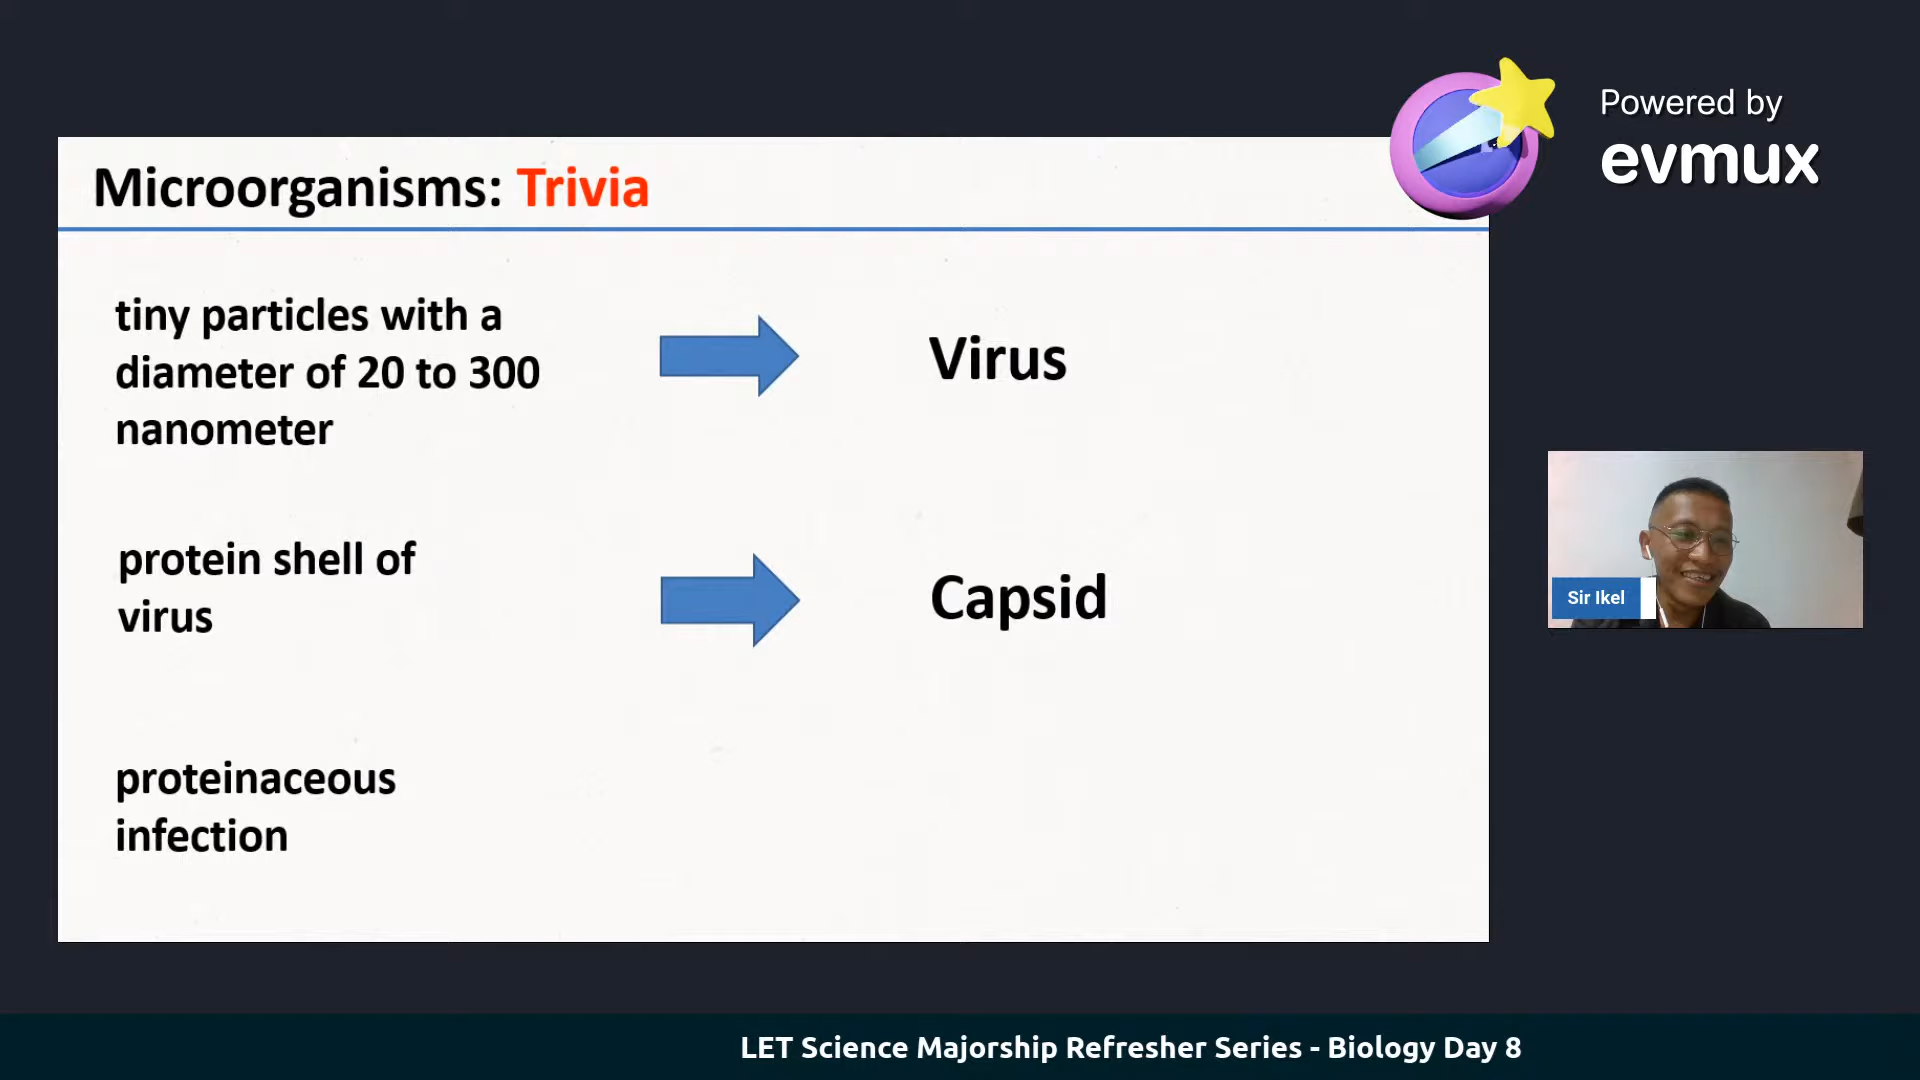 Powered by
evmux
Microorganisms: Trivia
tiny particles with a
diameter of 20 to 300
nanometer
Virus
protein shell of
virus
Capsid
proteinaceous
infection
Sir Ikel
LET Science Majorship Refresher Series - Biology Day 8